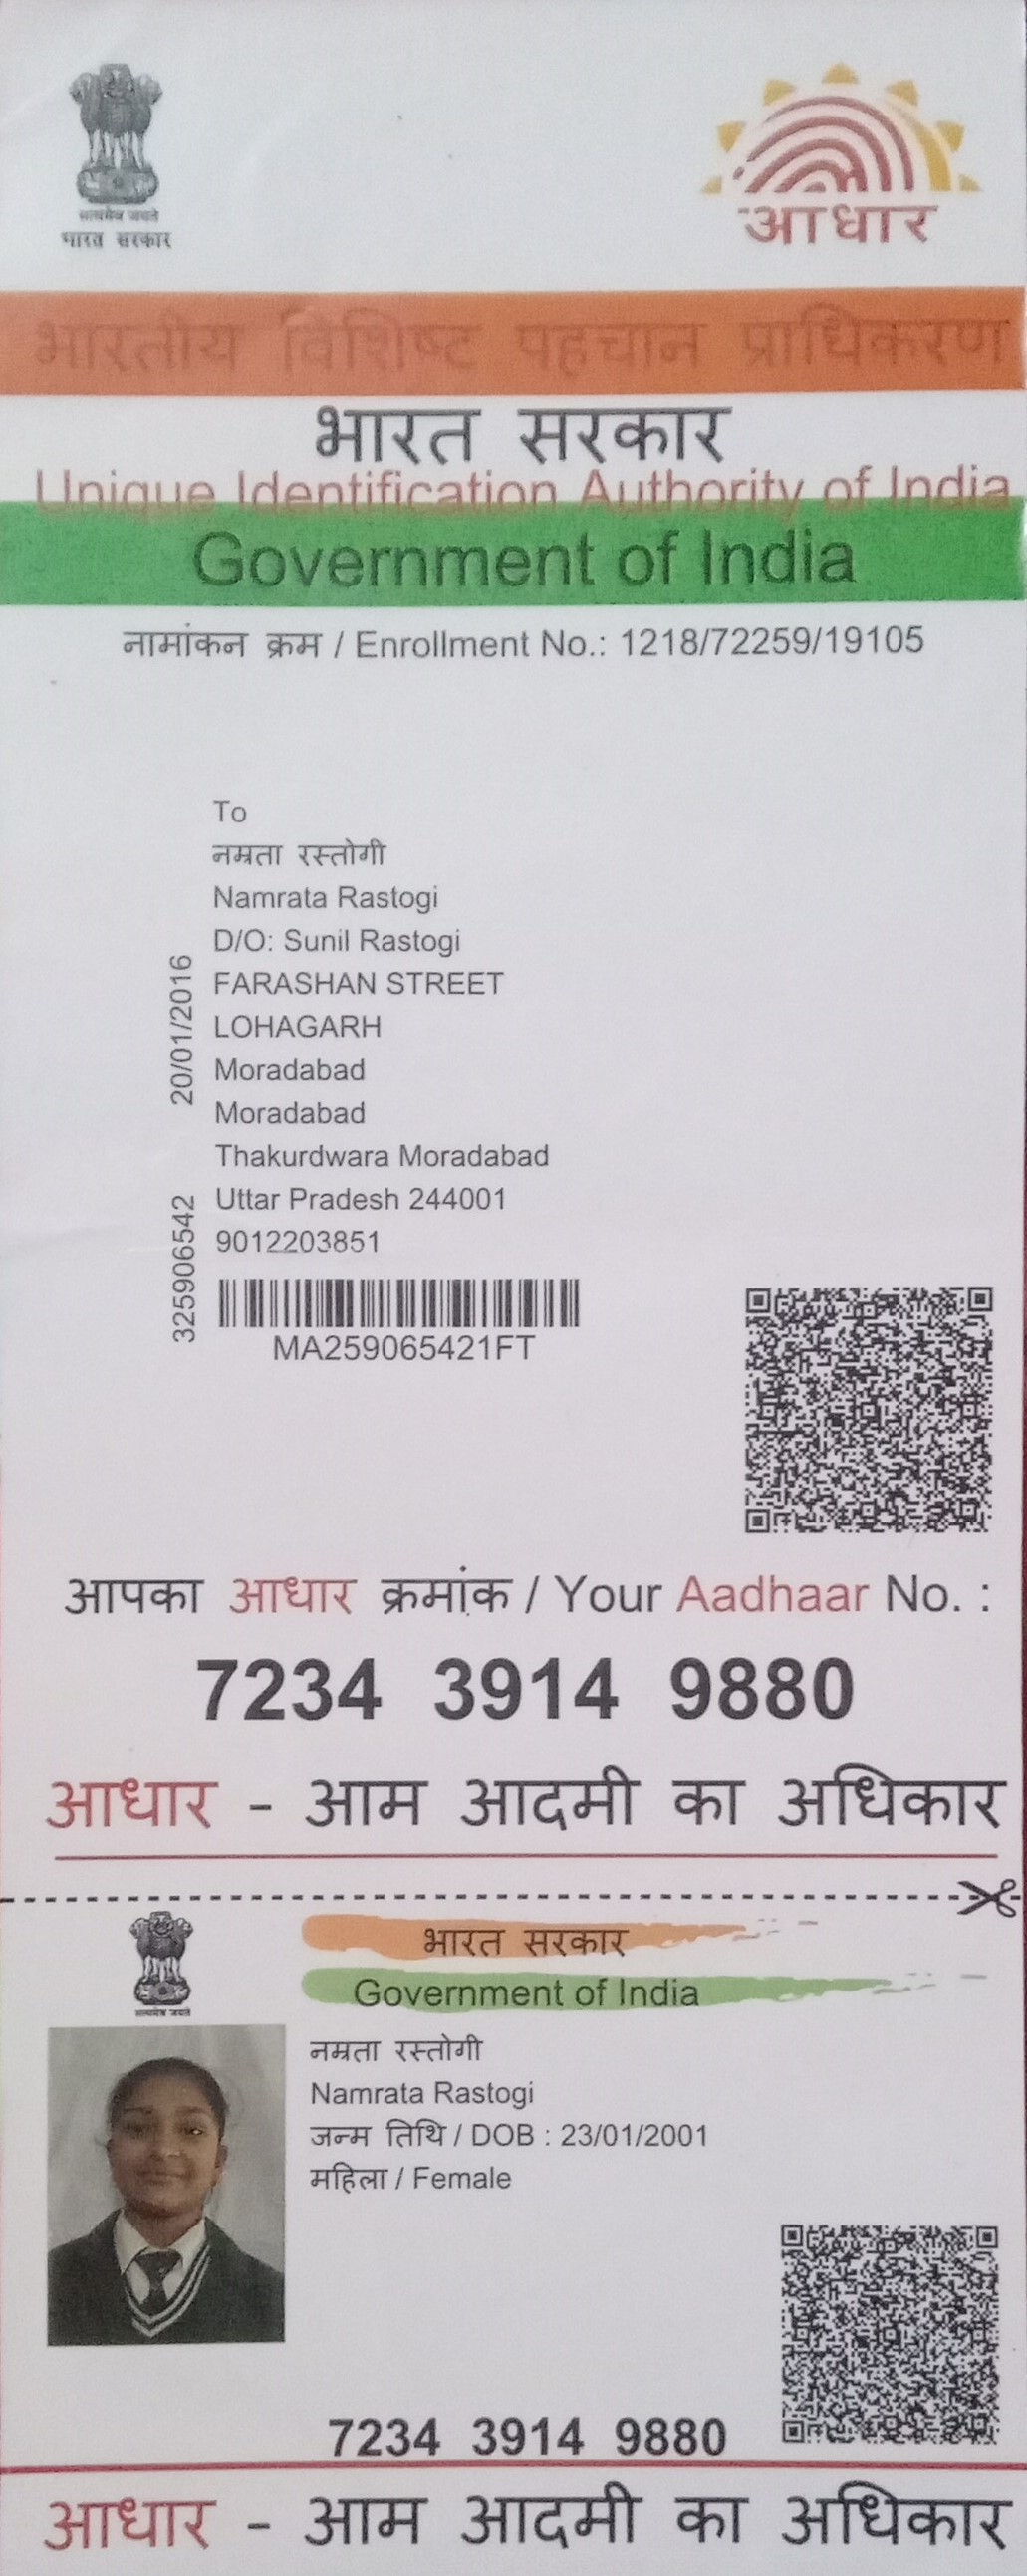 सत्यमेव जयते
भारत सरकार
आधार
भारतीय विशिष्ट पहचान प्राधिकरण
भारत सरकार
Unique Identification Authority of India
Government of India
नामांकन क्रम / Enrollment No.: 1218/72259/19105
To
नम्रता रस्तोगी
Namrata Rastogi
D/O: Sunil Rastogi
FARASHAN STREET
LOHAGARH
Moradabad
Moradabad
Thakurdwara Moradabad
Uttar Pradesh 244001
9012203851
325906542 20/01/2016
MA259065421FT
आपका आधार क्रमांक / Your Aadhaar No. :
7234 3914 9880
आधार - आम आदमी का अधिकार
सत्यमेव जयते
भारत सरकार
Government of India
नम्रता रस्तोगी
Namrata Rastogi
जन्म तिथि / DOB : 23/01/2001
महिला / Female
7234 3914 9880
आधार - आम आदमी का अधिकार